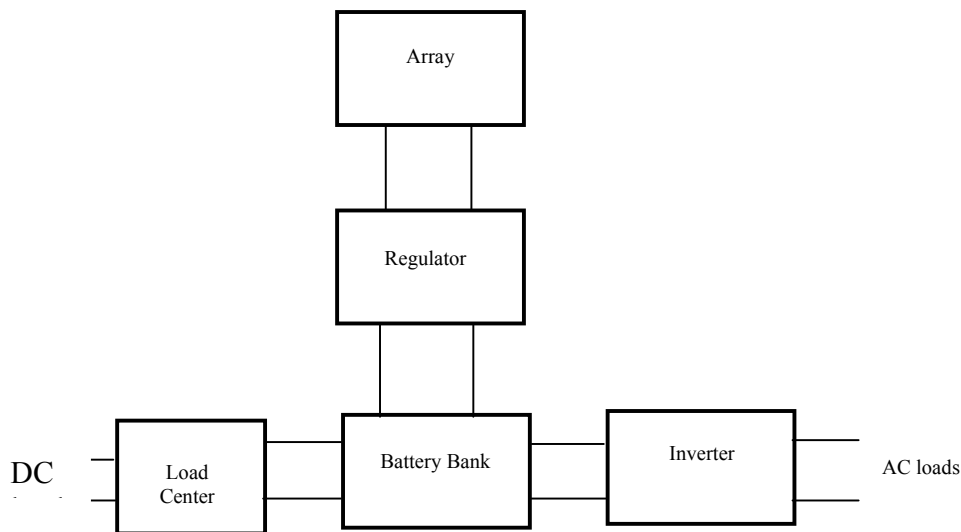 Array
Regulator
DC
Load
Center
Battery Bank
Inverter
AC loads